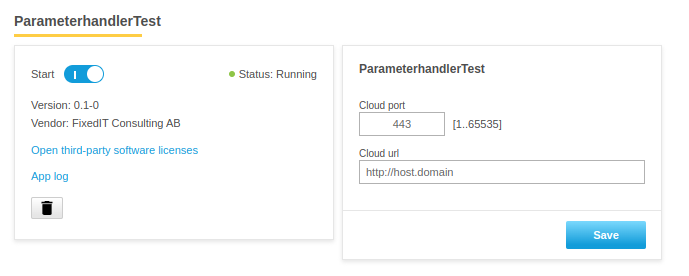 ParameterhandlerTest
Start
Status: Running
Version: 0.1-0
Vendor: FixedIT Consulting AB
Open third-party software licenses
App log
ParameterhandlerTest
Cloud port
443 [1..65535]
Cloud url
http://host.domain
Save